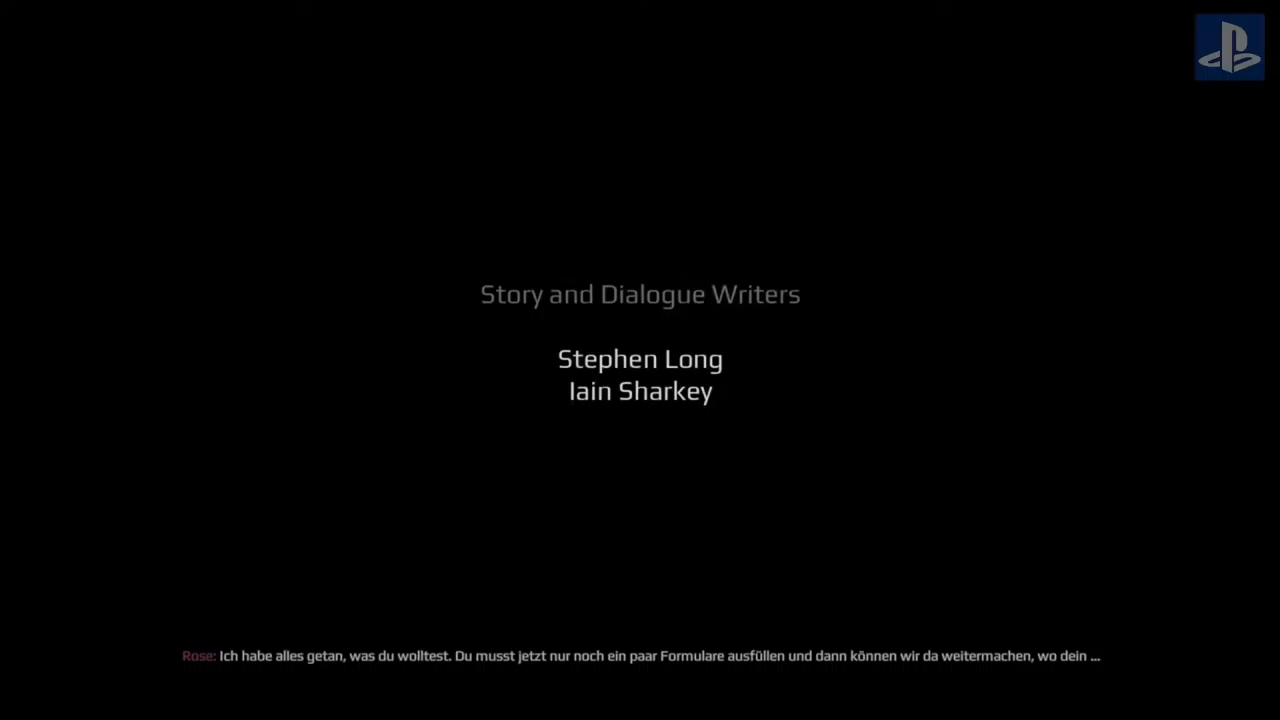 Story and Dialogue Writers
Stephen Long
Iain Sharkey
Rose: Ich habe alles getan, was du wolltest. Du musst jetzt nur noch ein paar Formulare ausfüllen und dann können wir da weitermachen, wo dein ...